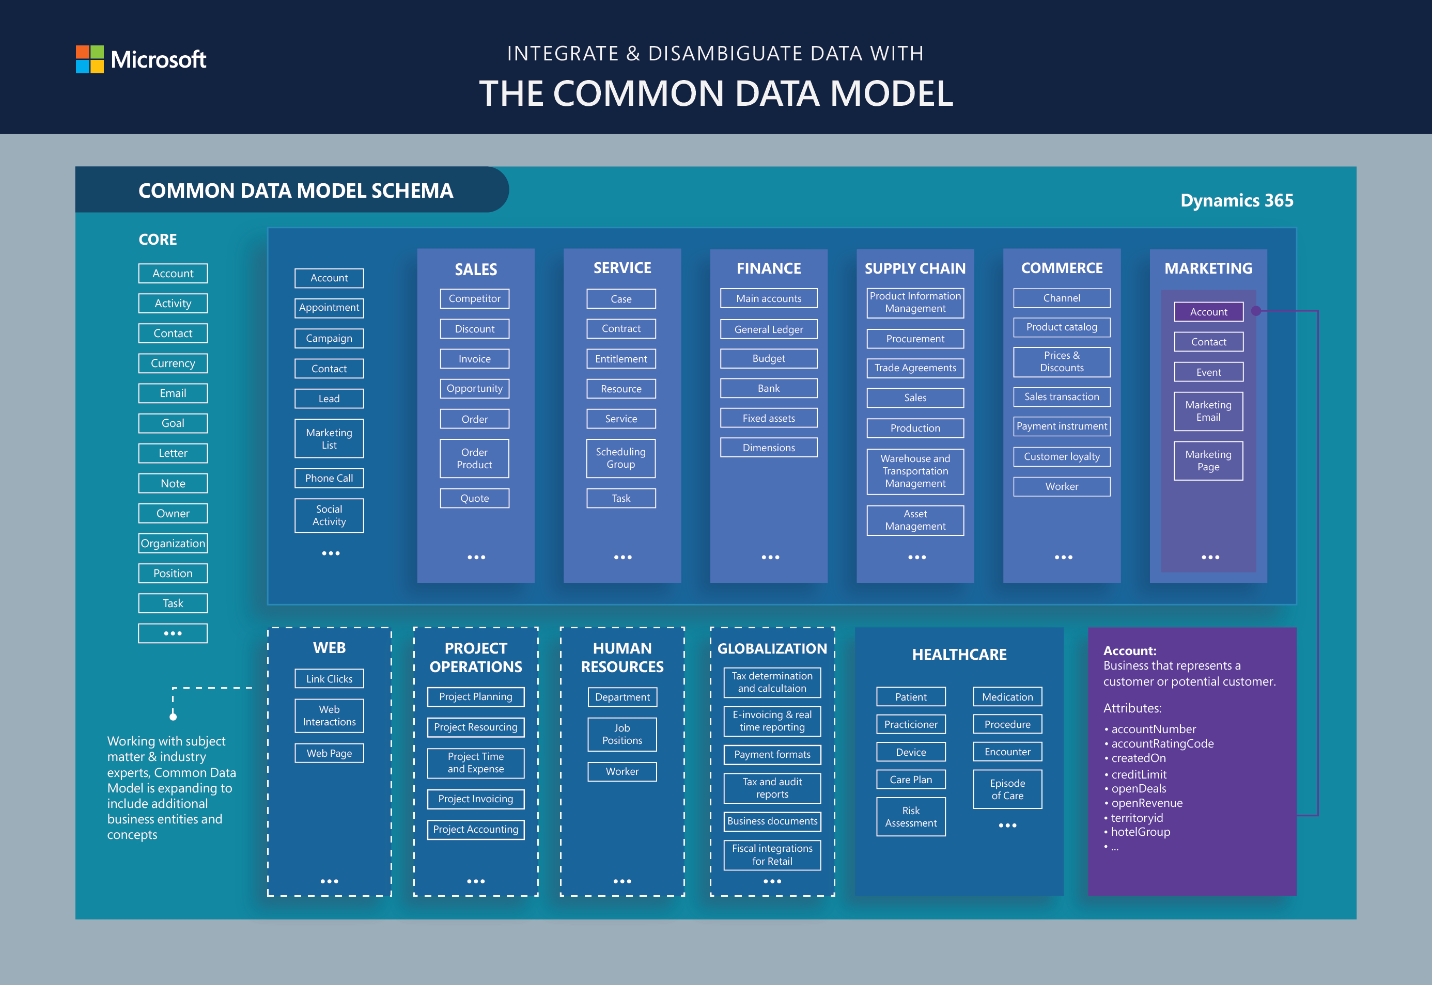 Microsoft
INTEGRATE & DISAMBIGUATE DATA WITH
THE COMMON DATA MODEL
COMMON DATA MODEL SCHEMA
Dynamics 365
CORE
Account
Activity
Contact
Currency
Email
Goal
Letter
Note
Owner
Organization
Position
Task
...
Account
Appointment
Campaign
Contact
Lead
Marketing
List
Phone Call
Social
Activity
...
SALES
Competitor
Discount
Invoice
Opportunity
Order
Order
Product
Quote
...
SERVICE
Case
Contract
Entitlement
Resource
Service
Scheduling
Group
Task
...
FINANCE
Main accounts
General Ledger
Budget
Bank
Fixed assets
Dimensions
...
SUPPLY CHAIN
Product Information
Management
Procurement
Trade Agreements
Sales
Production
Warehouse and
Transportation
Management
Asset
Management
...
COMMERCE
Channel
Product catalog
Prices &
Discounts
Sales transaction
Payment instrument
Customer loyalty
Worker
...
MARKETING
Account
Contact
Event
Marketing
Email
Marketing
Page
...
Working with subject
matter & industry
experts, Common Data
Model is expanding to
include additional
business entities and
concepts
WEB
Link Clicks
Web
Interactions
Web Page
...
PROJECT
OPERATIONS
Project Planning
Project Resourcing
Project Time
and Expense
Project Invoicing
Project Accounting
...
HUMAN
RESOURCES
Department
Job
Positions
Worker
...
GLOBALIZATION
Tax determination
and calcultaion
E-invoicing & real
time reporting
Payment formats
Tax and audit
reports
Business documents
Fiscal integrations
for Retail
...
HEALTHCARE
Patient
Practicioner
Device
Care Plan
Risk
Assessment
Medication
Procedure
Encounter
Episode
of Care
...
Account:
Business that represents a
customer or potential customer.
Attributes:
• accountNumber
• accountRatingCode
• createdOn
• creditLimit
• openDeals
• openRevenue
• territoryid
• hotelGroup
• ...